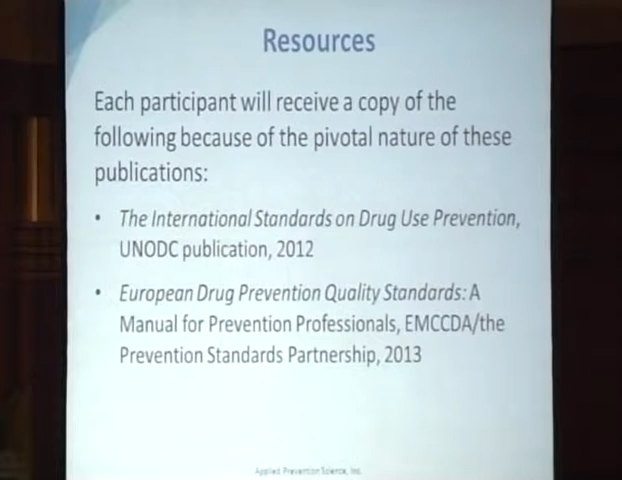 Resources
Each participant will receive a copy of the
following because of the pivotal nature of these
publications:
• The International Standards on Drug Use Prevention,
UNODC publication, 2012
• European Drug Prevention Quality Standards: A
Manual for Prevention Professionals, EMCCDA/the
Prevention Standards Partnership, 2013
Applied Prevention Science, Inc.